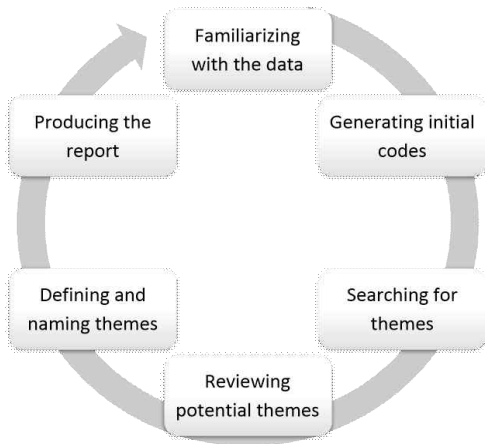 Familiarizing
with the data
Generating initial
codes
Searching for
themes
Reviewing
potential themes
Defining and
naming themes
Producing the
report